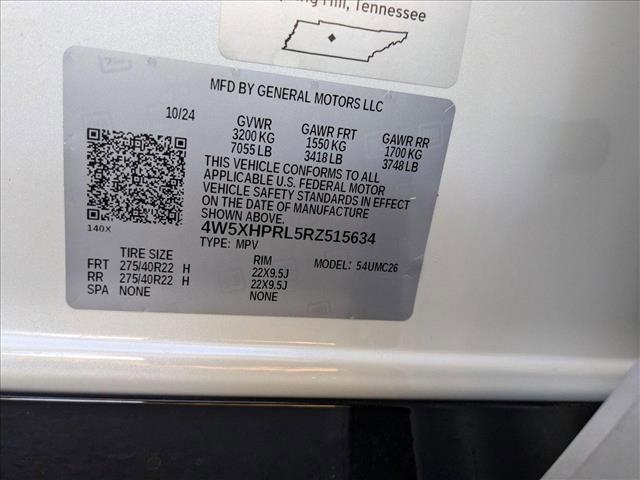 Hill, Tennessee
MFD BY GENERAL MOTORS LLC
10/24
GVWR
3200 KG
7055 LB
GAWR FRT
1550 KG
3418 LB
GAWR RR
1700 KG
3748 LB
THIS VEHICLE CONFORMS TO ALL
APPLICABLE U.S. FEDERAL MOTOR
VEHICLE SAFETY STANDARDS IN EFFECT
ON THE DATE OF MANUFACTURE
SHOWN ABOVE.
140X
4W5XHPRL5RZ515634
TYPE: MPV
TIRE SIZE RIM MODEL: 54UMC26
FRT 275/40R22 H 22X9.5J
RR 275/40R22 H 22X9.5J
SPA NONE NONE